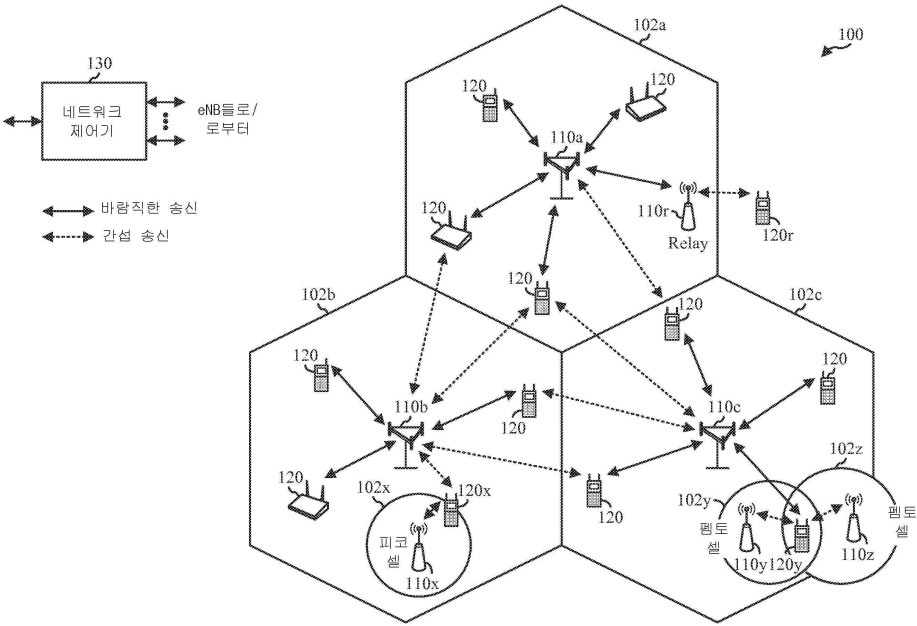 102a
100
130
네트워크
제어기
eNB들로/
로부터
바람직한 송신
간섭 송신
120
120
110a
110r
Relay
120r
120
120
102b
102c
120
120
120
120
110b
110c
120
120
120
102x
120x
피코
셀
110x
102z
102y
펨토
셀
110y
120y
110z
펨토
셀